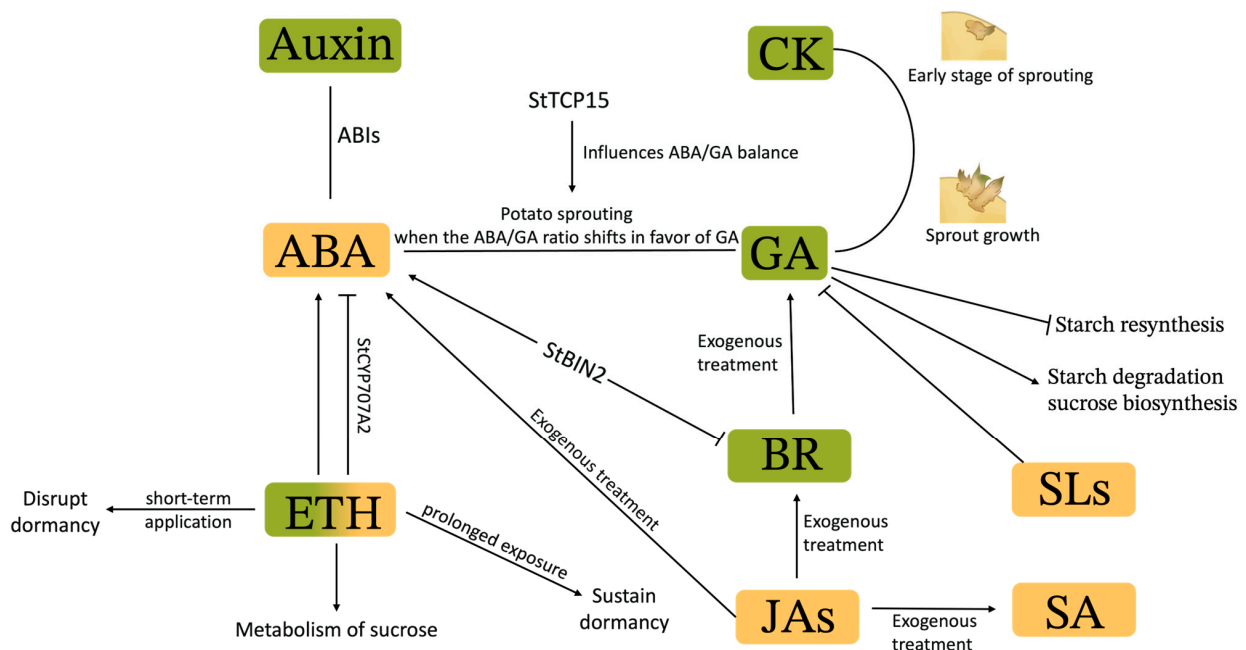 Auxin
CK
Early stage of sprouting
StTCP15
ABIs
Influences ABA/GA balance
Potato sprouting
when the ABA/GA ratio shifts in favor of GA
ABA
GA
Sprout growth
Starch resynthesis
Exogenous
treatment
StBIN2
StCYP707A2
Starch degradation
sucrose biosynthesis
Exogenous treatment
BR
SLs
Disrupt
dormancy
short-term
application
ETH
prolonged exposure
Exogenous
treatment
Sustain
dormancy
Metabolism of sucrose
JAs
Exogenous
treatment
SA